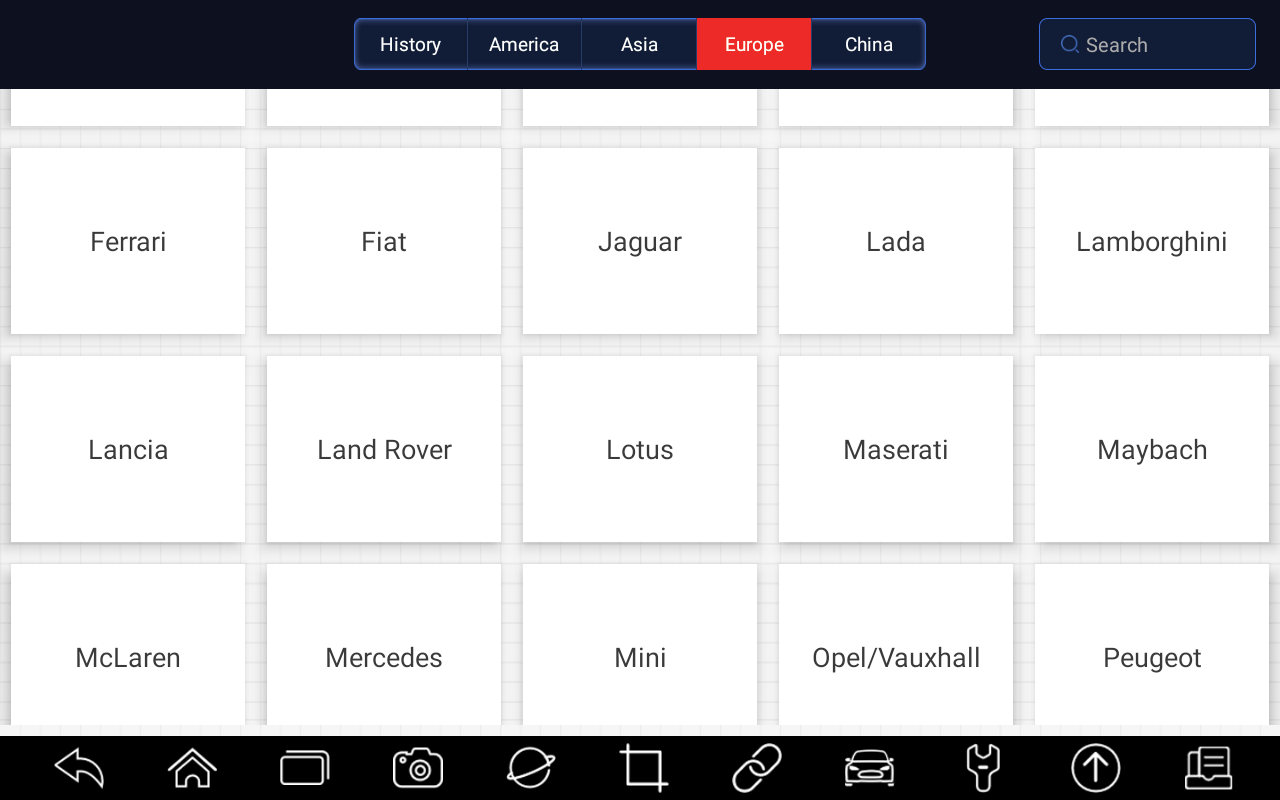 History America Asia Europe China Search
Ferrari Fiat Jaguar Lada Lamborghini
Lancia Land Rover Lotus Maserati Maybach
McLaren Mercedes Mini Opel/Vauxhall Peugeot